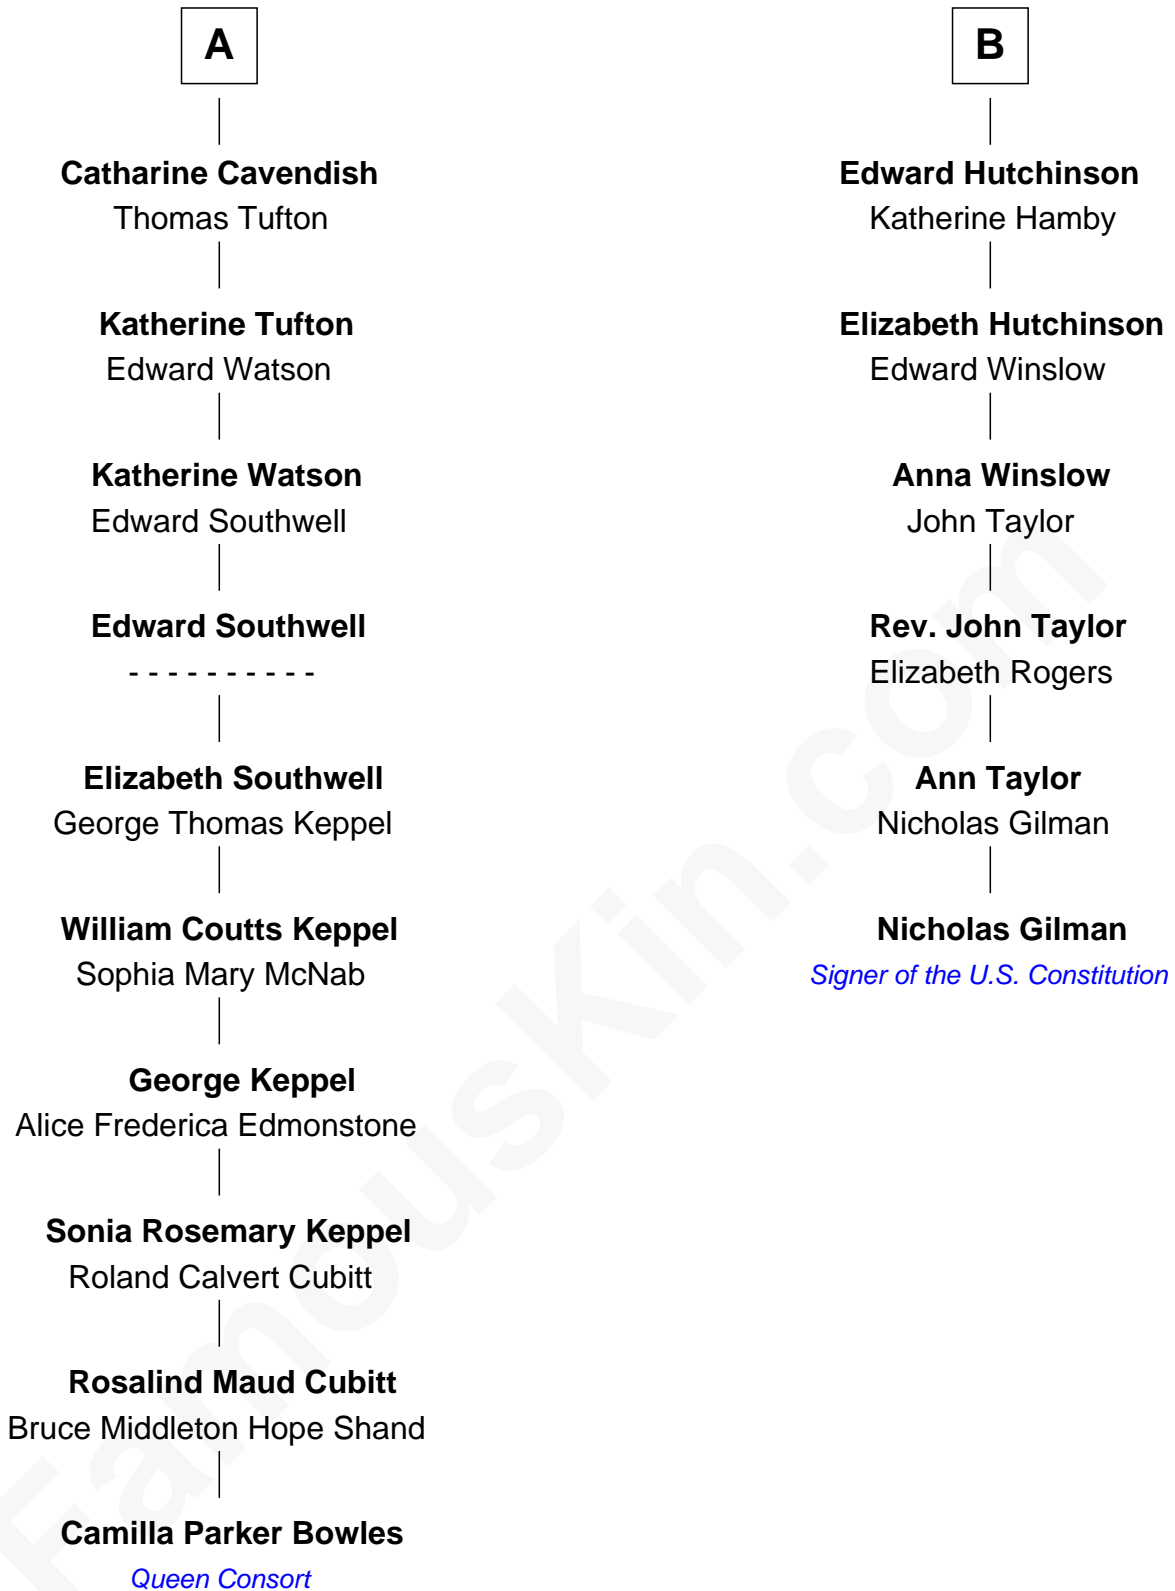 A
Catharine Cavendish
Thomas Tufton
Katherine Tufton
Edward Watson
Katherine Watson
Edward Southwell
Edward Southwell
- - - - - - - - - -
Elizabeth Southwell
George Thomas Keppel
William Coutts Keppel
Sophia Mary McNab
George Keppel
Alice Frederica Edmonstone
Sonia Rosemary Keppel
Roland Calvert Cubitt
Rosalind Maud Cubitt
Bruce Middleton Hope Shand
Camilla Parker Bowles
Queen Consort
B
Edward Hutchinson
Katherine Hamby
Elizabeth Hutchinson
Edward Winslow
Anna Winslow
John Taylor
Rev. John Taylor
Elizabeth Rogers
Ann Taylor
Nicholas Gilman
Nicholas Gilman
Signer of the U.S. Constitution
FamousKin.com